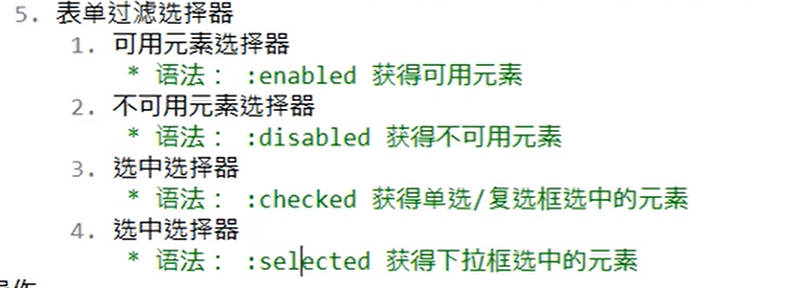 5. 表单过滤选择器
1. 可用元素选择器
* 语法： :enabled 获得可用元素
2. 不可用元素选择器
* 语法： :disabled 获得不可用元素
3. 选中选择器
* 语法： :checked 获得单选/复选框选中的元素
4. 选中选择器
* 语法： :selected 获得下拉框选中的元素